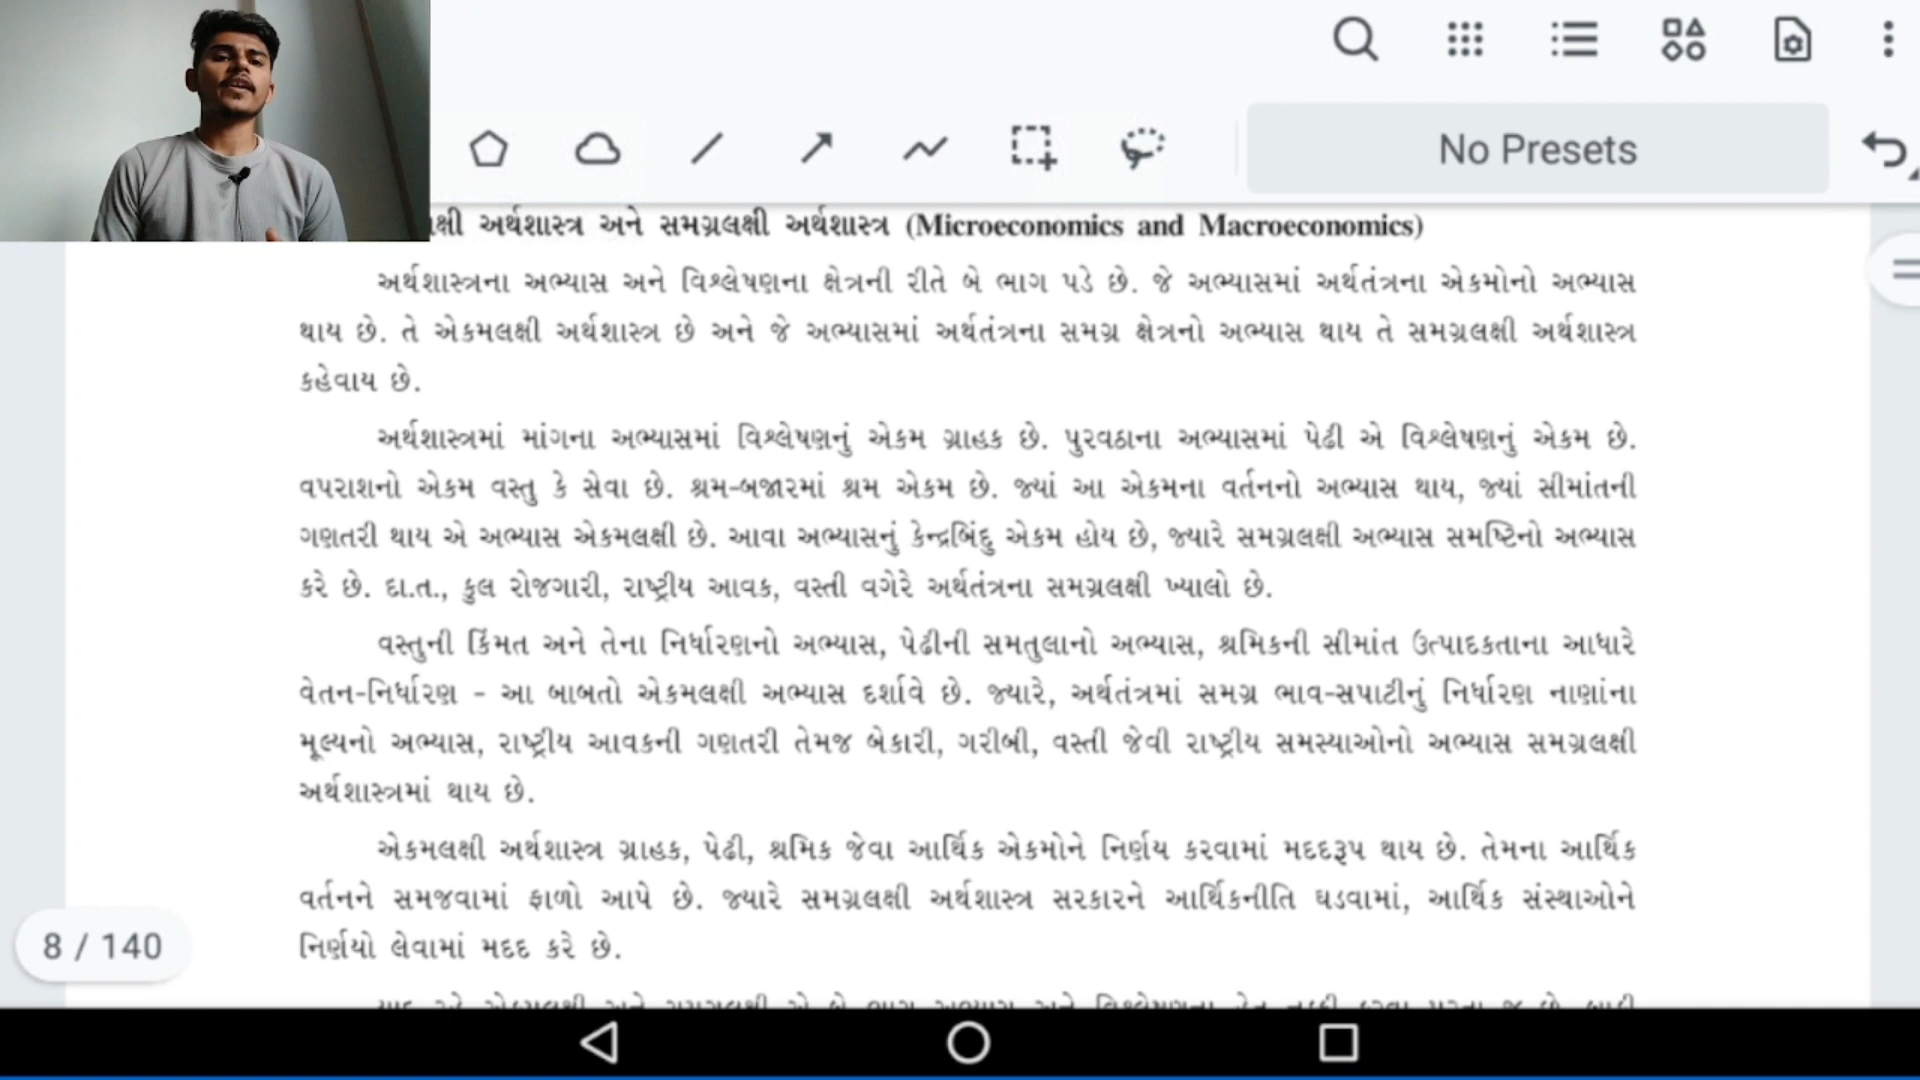 No Presets
અર્થશાસ્ત્ર અને સમગ્રલક્ષી અર્થશાસ્ત્ર (Microeconomics and Macroeconomics)
અર્થશાસ્ત્રના અભ્યાસ અને વિશ્લેષણના ક્ષેત્રની રીતે બે ભાગ પડે છે. જે અભ્યાસમાં અર્થતંત્રના એકમોનો અભ્યાસ
થાય છે. તે એકમલક્ષી અર્થશાસ્ત્ર છે અને જે અભ્યાસમાં અર્થતંત્રના સમગ્ર ક્ષેત્રનો અભ્યાસ થાય તે સમગ્રલક્ષી અર્થશાસ્ત્ર
કહેવાય છે.
અર્થશાસ્ત્રમાં માંગના અભ્યાસમાં વિશ્લેષણનું એકમ ગ્રાહક છે. પુરવઠાના અભ્યાસમાં પેઢી એ વિશ્લેષણનું એકમ છે.
વપરાશનો એકમ વસ્તુ કે સેવા છે. શ્રમ-બજારમાં શ્રમ એકમ છે. જ્યાં આ એકમના વર્તનનો અભ્યાસ થાય, જ્યાં સીમાંતની
ગણતરી થાય એ અભ્યાસ એકમલક્ષી છે. આવા અભ્યાસનું કેન્દ્રબિંદુ એકમ હોય છે, જ્યારે સમગ્રલક્ષી અભ્યાસ સમષ્ટિનો અભ્યાસ
કરે છે. દા.ત., કુલ રોજગારી, રાષ્ટ્રીય આવક, વસ્તી વગેરે અર્થતંત્રના સમગ્રલક્ષી ખ્યાલો છે.
વસ્તુની કિંમત અને તેના નિર્ધારણનો અભ્યાસ, પેઢીની સમતુલાનો અભ્યાસ, શ્રમિકની સીમાંત ઉત્પાદકતાના આધારે
વેતન-નિર્ધારણ - આ બાબતો એકમલક્ષી અભ્યાસ દર્શાવે છે. જ્યારે, અર્થતંત્રમાં સમગ્ર ભાવ-સપાટીનું નિર્ધારણ નાણાંના
મૂલ્યનો અભ્યાસ, રાષ્ટ્રીય આવકની ગણતરી તેમજ બેકારી, ગરીબી, વસ્તી જેવી રાષ્ટ્રીય સમસ્યાઓનો અભ્યાસ સમગ્રલક્ષી
અર્થશાસ્ત્રમાં થાય છે.
એકમલક્ષી અર્થશાસ્ત્ર ગ્રાહક, પેઢી, શ્રમિક જેવા આર્થિક એકમોને નિર્ણય કરવામાં મદદરૂપ થાય છે. તેમના આર્થિક
વર્તનને સમજવામાં ફાળો આપે છે. જ્યારે સમગ્રલક્ષી અર્થશાસ્ત્ર સરકારને આર્થિકનીતિ ઘડવામાં, આર્થિક સંસ્થાઓને
નિર્ણયો લેવામાં મદદ કરે છે.
8 / 140